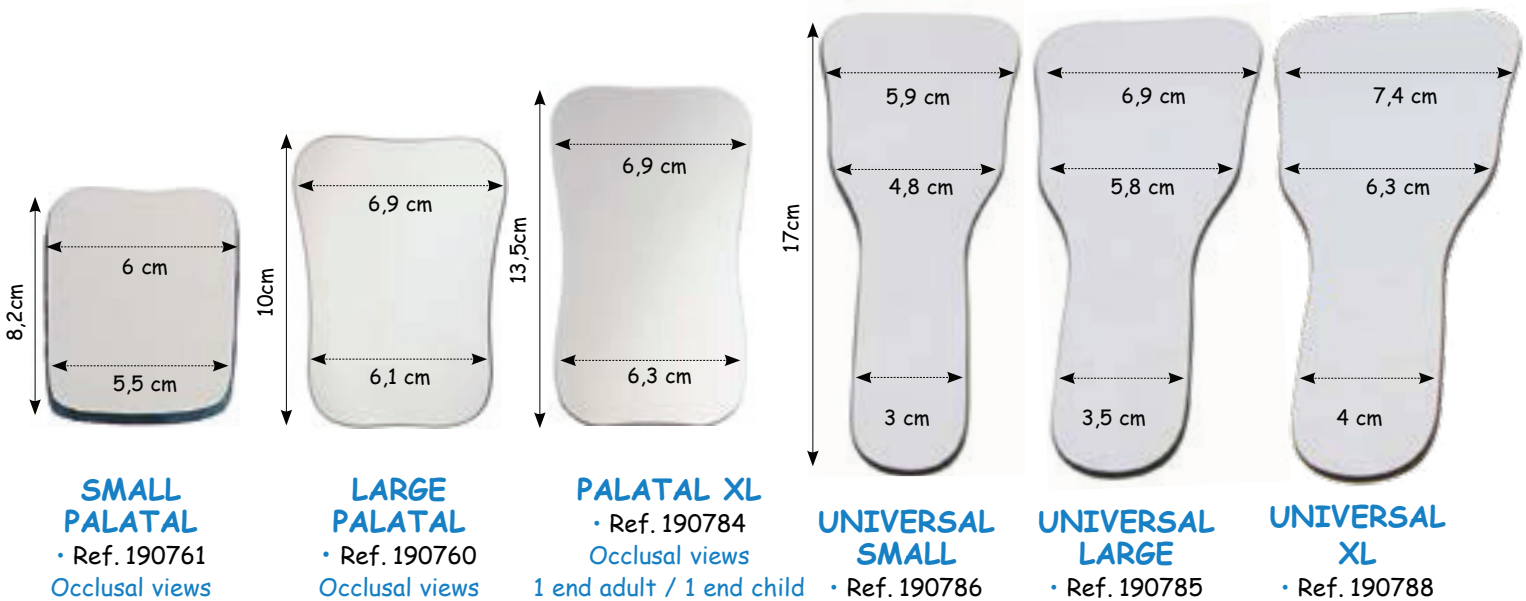 8,2cm
6 cm
5,5 cm
SMALL
PALATAL
• Ref. 190761
Occlusal views
10cm
6,9 cm
6,1 cm
LARGE
PALATAL
• Ref. 190760
Occlusal views
13,5cm
6,9 cm
6,3 cm
PALATAL XL
• Ref. 190784
Occlusal views
1 end adult / 1 end child
17cm
5,9 cm
4,8 cm
3 cm
UNIVERSAL
SMALL
• Ref. 190786
6,9 cm
5,8 cm
3,5 cm
UNIVERSAL
LARGE
• Ref. 190785
7,4 cm
6,3 cm
4 cm
UNIVERSAL
XL
• Ref. 190788